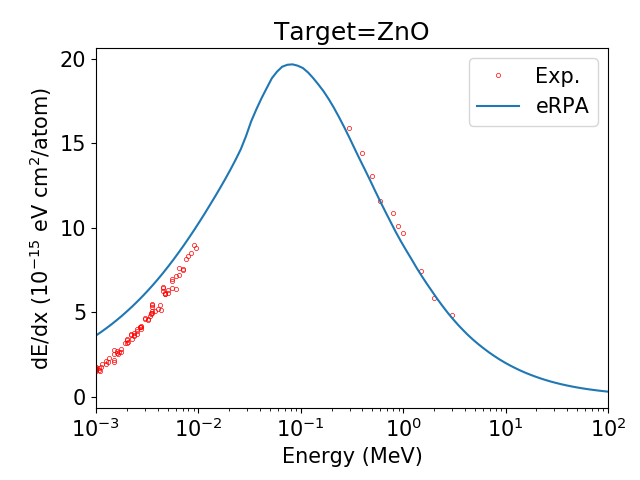 Target=ZnO
dE/dx (10⁻¹⁵ eV cm²/atom)
20
15
10
5
0
Exp.
eRPA
10⁻³ 10⁻² 10⁻¹ 10⁰ 10¹ 10²
Energy (MeV)